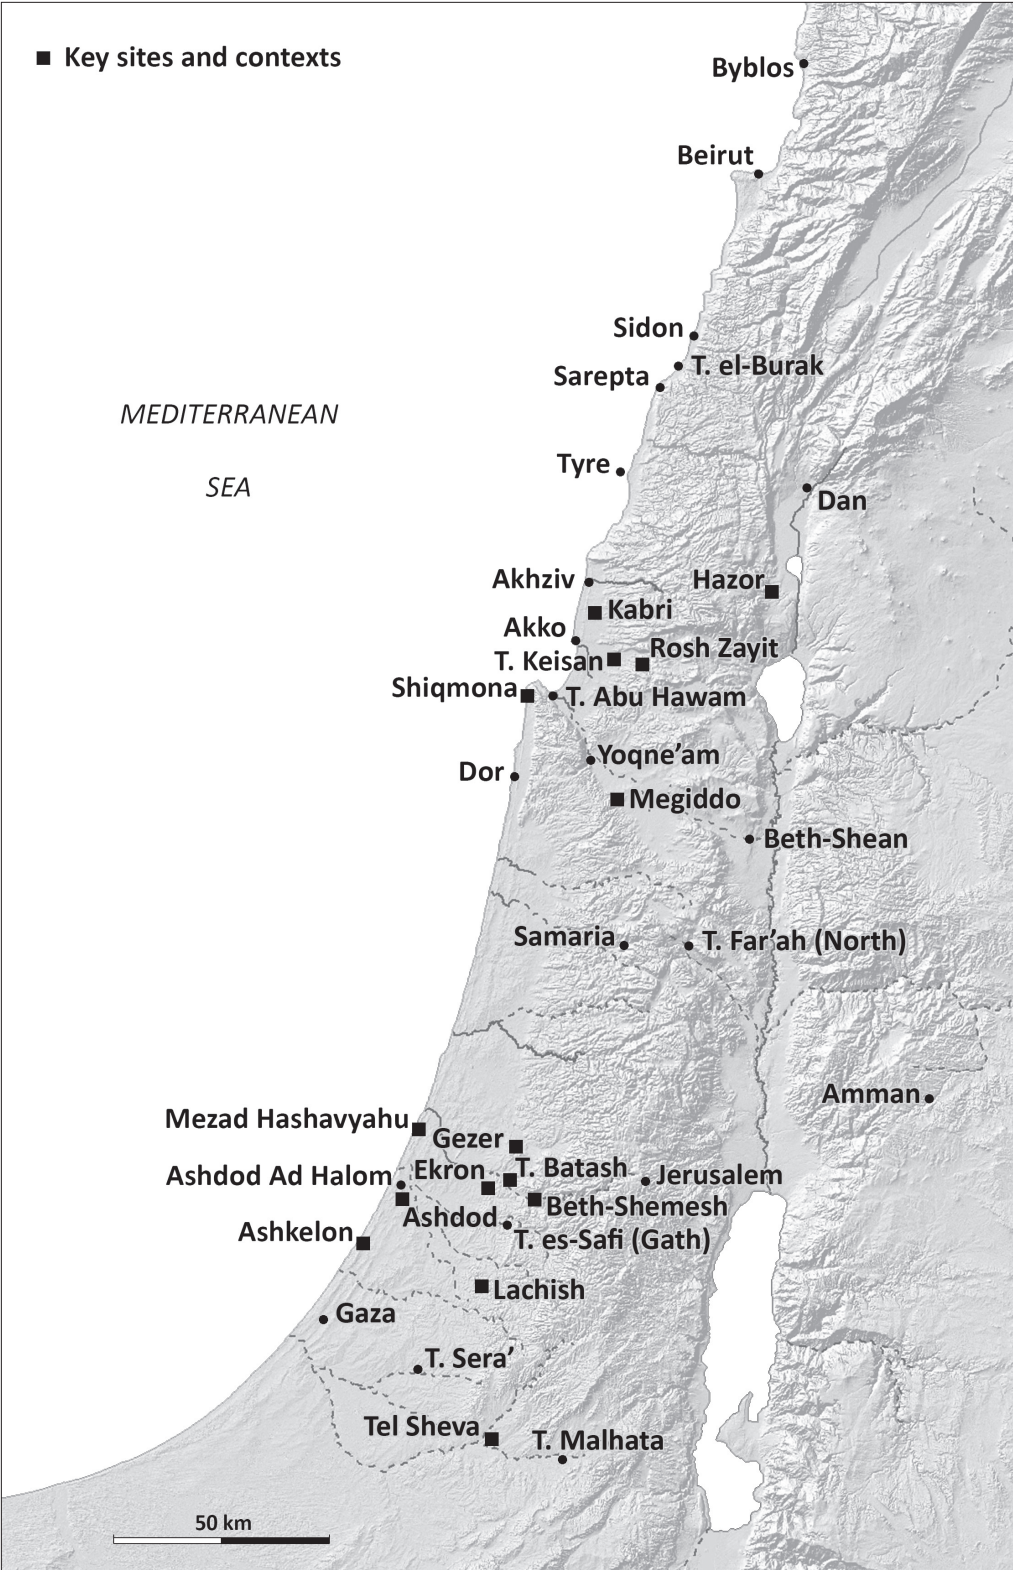 Key sites and contexts
Byblos
Beirut
Sidon
T. el-Burak
Sarepta
MEDITERRANEAN
SEA
Tyre
Dan
Akhziv
Hazor
Kabri
Akko
Rosh Zayit
T. Keisan
Shiqmona
T. Abu Hawam
Yoqne’am
Dor
Megiddo
Beth-Shean
Samaria
T. Far’ah (North)
Amman
Mezad Hashavyahu
Gezer
T. Batash
Ekron
Jerusalem
Ashdod Ad Halom
Beth-Shemesh
Ashdod
Ashkelon
T. es-Safi (Gath)
Lachish
Gaza
T. Sera’
Tel Sheva
T. Malhata
50 km